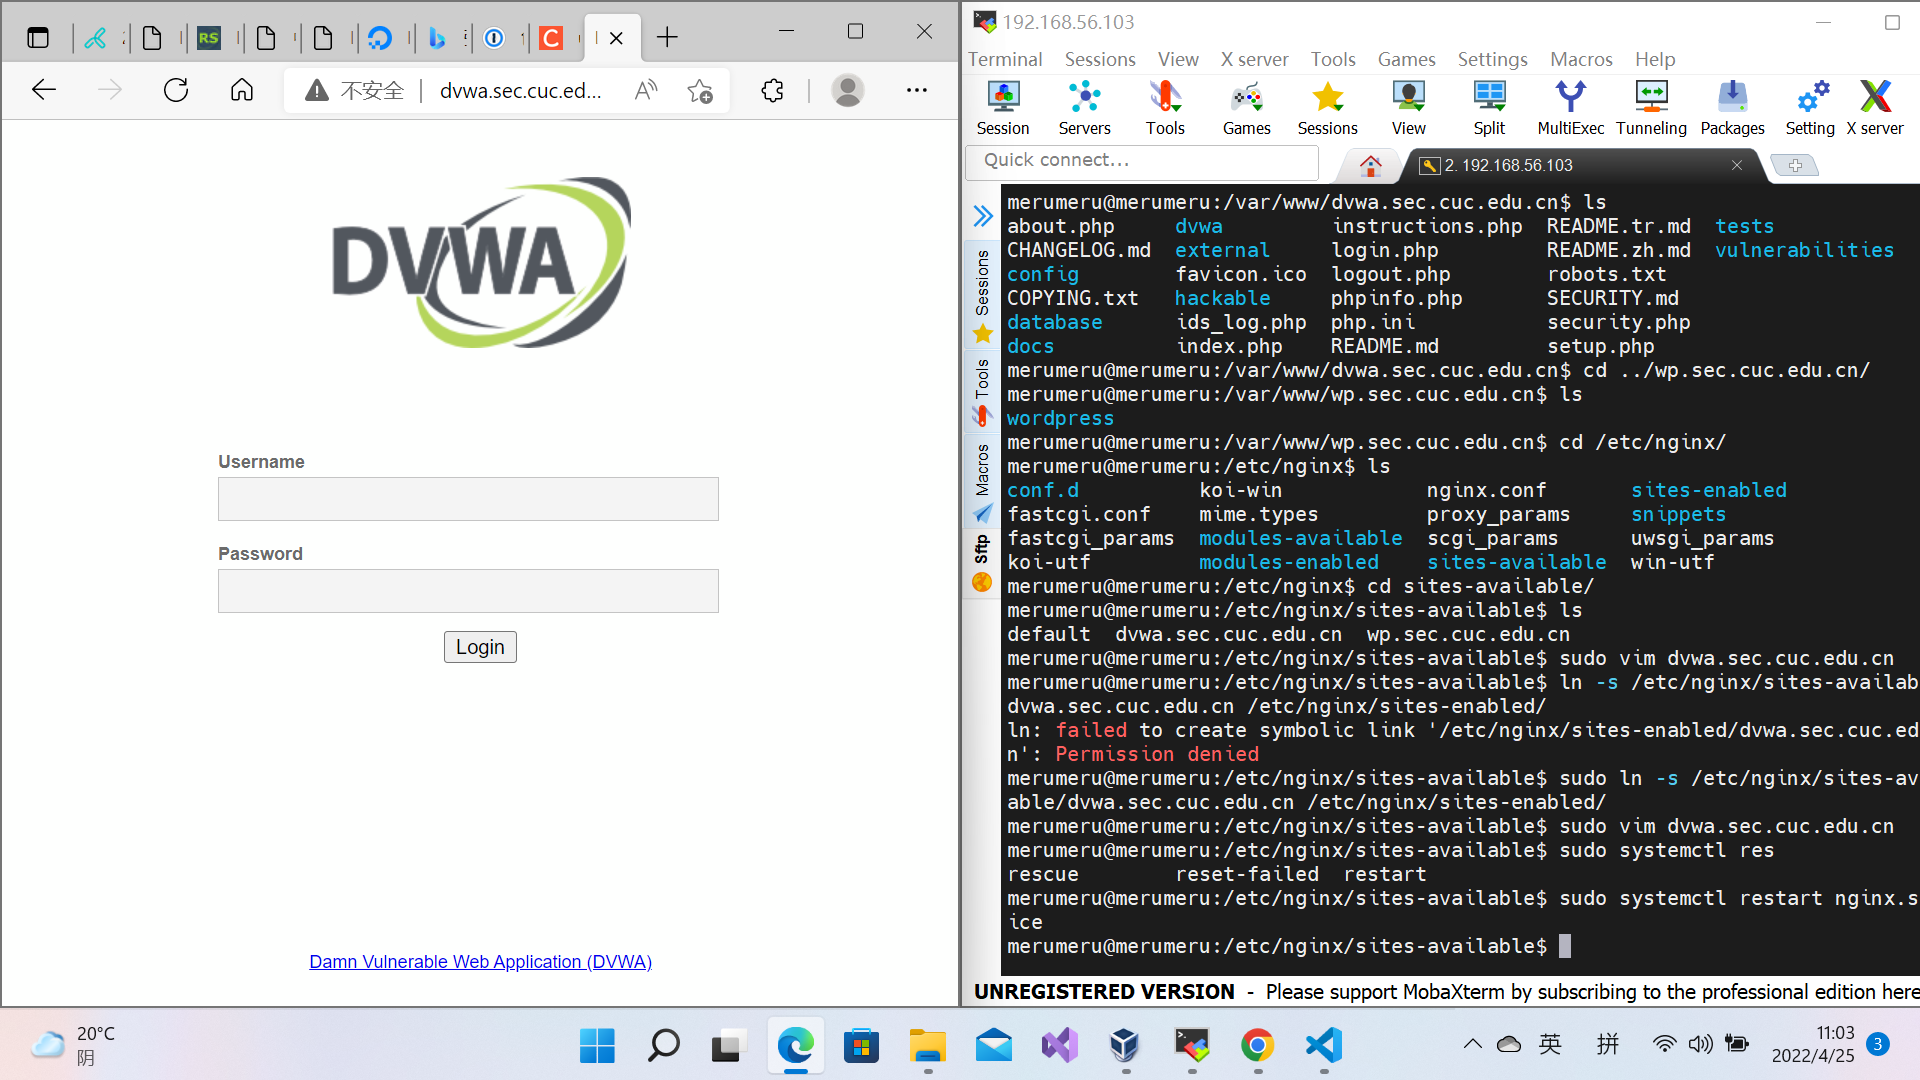 不安全
dvwa.sec.cuc.ed...
DVWA
Username
Password
Login
Damn Vulnerable Web Application (DVWA)
192.168.56.103
Terminal Sessions View X server Tools Games Settings Macros Help
Session Servers Tools Games Sessions View Split MultiExec Tunneling Packages Setting X server
Quick connect...
2. 192.168.56.103
Sessions
Tools
Macros
Sftp
merumeru@merumeru:/var/www/dvwa.sec.cuc.edu.cn$ ls
about.php dvwa instructions.php README.tr.md tests
CHANGELOG.md external login.php README.zh.md vulnerabilities
config favicon.ico logout.php robots.txt
COPYING.txt hackable phpinfo.php SECURITY.md
database ids_log.php php.ini security.php
docs index.php README.md setup.php
merumeru@merumeru:/var/www/dvwa.sec.cuc.edu.cn$ cd ../wp.sec.cuc.edu.cn/
merumeru@merumeru:/var/www/wp.sec.cuc.edu.cn$ ls
wordpress
merumeru@merumeru:/var/www/wp.sec.cuc.edu.cn$ cd /etc/nginx/
merumeru@merumeru:/etc/nginx$ ls
conf.d koi-win nginx.conf sites-enabled
fastcgi.conf mime.types proxy_params snippets
fastcgi_params modules-available scgi_params uwsgi_params
koi-utf modules-enabled sites-available win-utf
merumeru@merumeru:/etc/nginx$ cd sites-available/
merumeru@merumeru:/etc/nginx/sites-available$ ls
default dvwa.sec.cuc.edu.cn wp.sec.cuc.edu.cn
merumeru@merumeru:/etc/nginx/sites-available$ sudo vim dvwa.sec.cuc.edu.cn
merumeru@merumeru:/etc/nginx/sites-available$ ln -s /etc/nginx/sites-availab
dvwa.sec.cuc.edu.cn /etc/nginx/sites-enabled/
ln: failed to create symbolic link '/etc/nginx/sites-enabled/dvwa.sec.cuc.ed
n': Permission denied
merumeru@merumeru:/etc/nginx/sites-available$ sudo ln -s /etc/nginx/sites-av
able/dvwa.sec.cuc.edu.cn /etc/nginx/sites-enabled/
merumeru@merumeru:/etc/nginx/sites-available$ sudo vim dvwa.sec.cuc.edu.cn
merumeru@merumeru:/etc/nginx/sites-available$ sudo systemctl res
rescue reset-failed restart
merumeru@merumeru:/etc/nginx/sites-available$ sudo systemctl restart nginx.s
ice
merumeru@merumeru:/etc/nginx/sites-available$
UNREGISTERED VERSION - Please support MobaXterm by subscribing to the professional edition here
20°C
阴
英 拼
11:03
2022/4/25
3